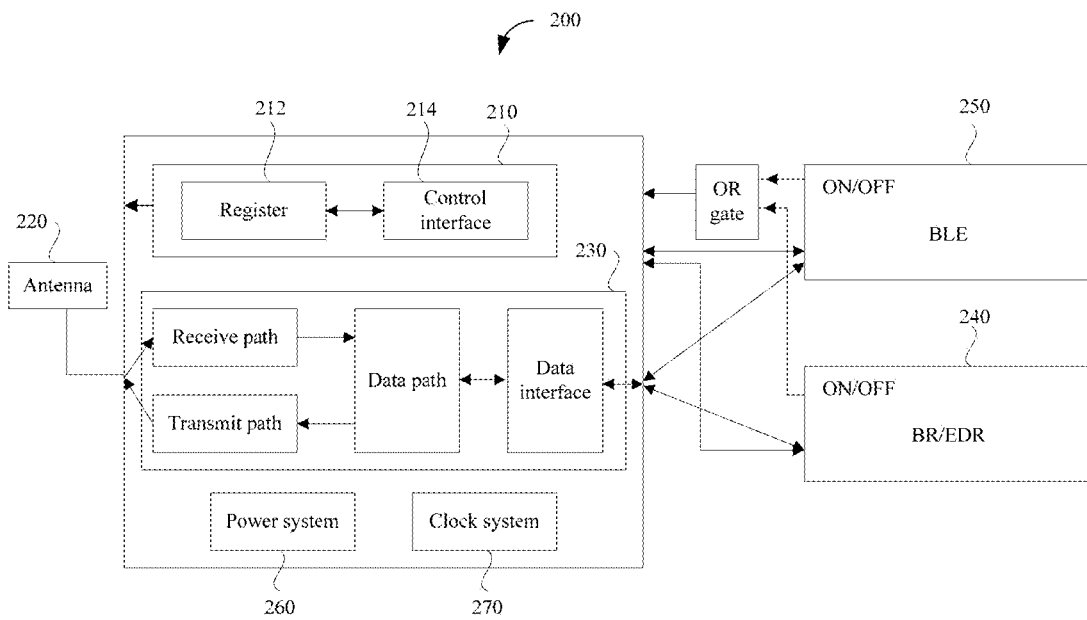 200
212
214
210
250
Register
Control
interface
OR
gate
ON/OFF
BLE
220
Antenna
230
240
Receive path
Data path
Data
interface
Transmit path
ON/OFF
BR/EDR
Power system
Clock system
260
270